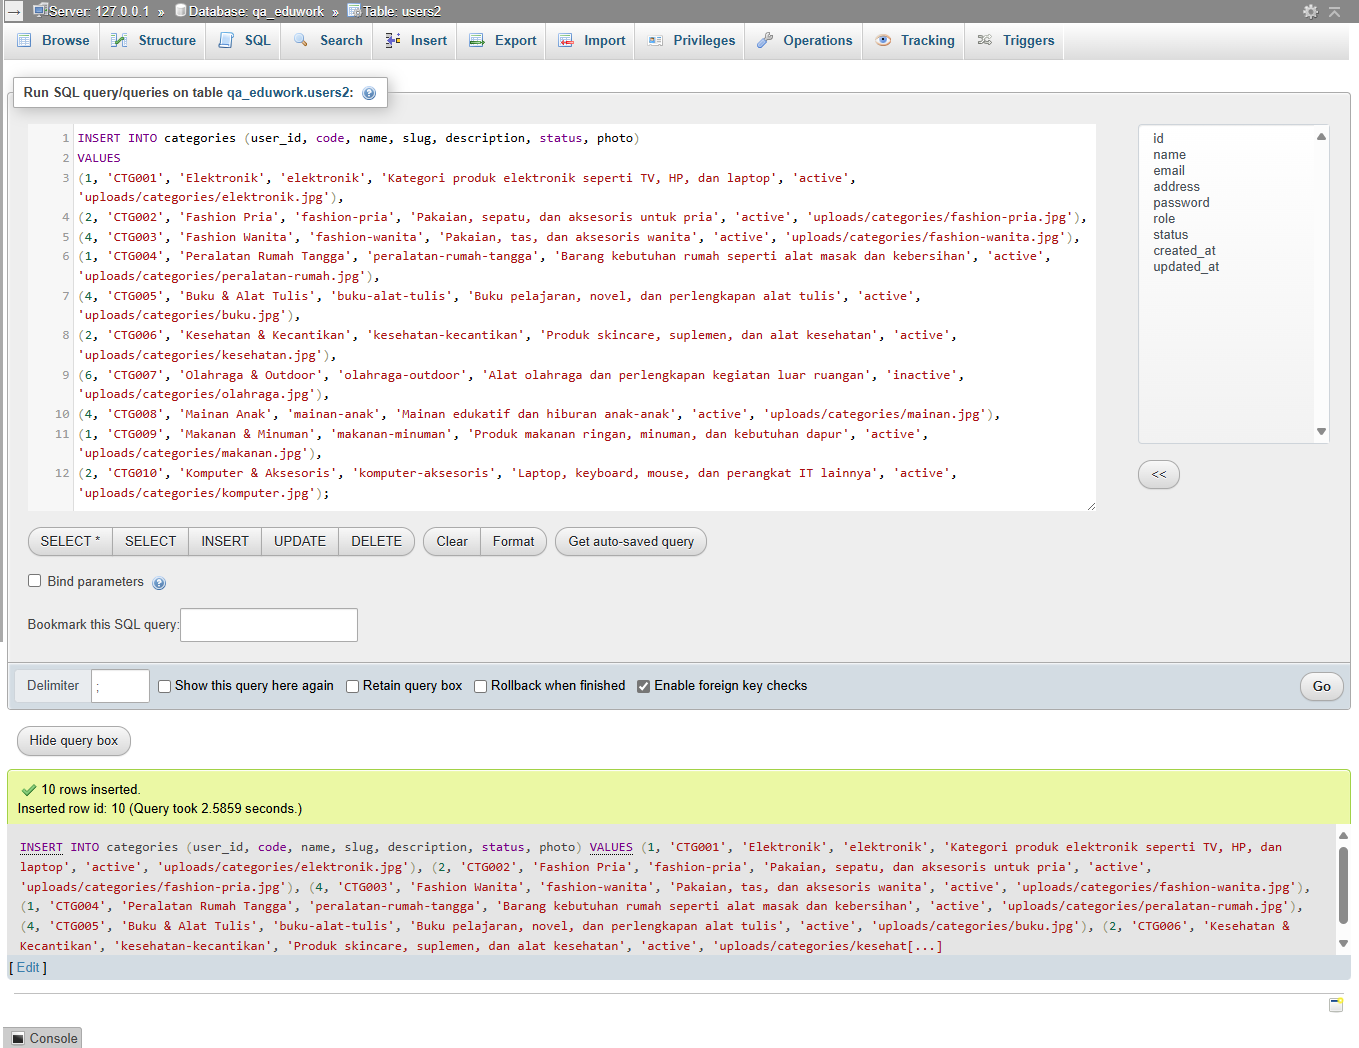 Server: 127.0.0.1 » Database: qa_eduwork » Table: users2
Browse Structure SQL Search Insert Export Import Privileges Operations Tracking Triggers
Run SQL query/queries on table qa_eduwork.users2:
1 INSERT INTO categories (user_id, code, name, slug, description, status, photo)
2 VALUES
3 (1, 'CTG001', 'Elektronik', 'elektronik', 'Kategori produk elektronik seperti TV, HP, dan laptop', 'active',
'uploads/categories/elektronik.jpg'),
4 (2, 'CTG002', 'Fashion Pria', 'fashion-pria', 'Pakaian, sepatu, dan aksesoris untuk pria', 'active', 'uploads/categories/fashion-pria.jpg'),
5 (4, 'CTG003', 'Fashion Wanita', 'fashion-wanita', 'Pakaian, tas, dan aksesoris wanita', 'active', 'uploads/categories/fashion-wanita.jpg'),
6 (1, 'CTG004', 'Peralatan Rumah Tangga', 'peralatan-rumah-tangga', 'Barang kebutuhan rumah seperti alat masak dan kebersihan', 'active',
'uploads/categories/peralatan-rumah.jpg'),
7 (4, 'CTG005', 'Buku & Alat Tulis', 'buku-alat-tulis', 'Buku pelajaran, novel, dan perlengkapan alat tulis', 'active',
'uploads/categories/buku.jpg'),
8 (2, 'CTG006', 'Kesehatan & Kecantikan', 'kesehatan-kecantikan', 'Produk skincare, suplemen, dan alat kesehatan', 'active',
'uploads/categories/kesehatan.jpg'),
9 (6, 'CTG007', 'Olahraga & Outdoor', 'olahraga-outdoor', 'Alat olahraga dan perlengkapan kegiatan luar ruangan', 'inactive',
'uploads/categories/olahraga.jpg'),
10 (4, 'CTG008', 'Mainan Anak', 'mainan-anak', 'Mainan edukatif dan hiburan anak-anak', 'active', 'uploads/categories/mainan.jpg'),
11 (1, 'CTG009', 'Makanan & Minuman', 'makanan-minuman', 'Produk makanan ringan, minuman, dan kebutuhan dapur', 'active',
'uploads/categories/makanan.jpg'),
12 (2, 'CTG010', 'Komputer & Aksesoris', 'komputer-aksesoris', 'Laptop, keyboard, mouse, dan perangkat IT lainnya', 'active',
'uploads/categories/komputer.jpg');
id
name
email
address
password
role
status
created_at
updated_at
<<
SELECT * SELECT INSERT UPDATE DELETE Clear Format Get auto-saved query
Bind parameters
Bookmark this SQL query:
Delimiter ; Show this query here again Retain query box Rollback when finished Enable foreign key checks Go
Hide query box
10 rows inserted.
Inserted row id: 10 (Query took 2.5859 seconds.)
INSERT INTO categories (user_id, code, name, slug, description, status, photo) VALUES (1, 'CTG001', 'Elektronik', 'elektronik', 'Kategori produk elektronik seperti TV, HP, dan
laptop', 'active', 'uploads/categories/elektronik.jpg'), (2, 'CTG002', 'Fashion Pria', 'fashion-pria', 'Pakaian, sepatu, dan aksesoris untuk pria', 'active',
'uploads/categories/fashion-pria.jpg'), (4, 'CTG003', 'Fashion Wanita', 'fashion-wanita', 'Pakaian, tas, dan aksesoris wanita', 'active', 'uploads/categories/fashion-wanita.jpg'),
(1, 'CTG004', 'Peralatan Rumah Tangga', 'peralatan-rumah-tangga', 'Barang kebutuhan rumah seperti alat masak dan kebersihan', 'active', 'uploads/categories/peralatan-rumah.jpg'),
(4, 'CTG005', 'Buku & Alat Tulis', 'buku-alat-tulis', 'Buku pelajaran, novel, dan perlengkapan alat tulis', 'active', 'uploads/categories/buku.jpg'), (2, 'CTG006', 'Kesehatan &
Kecantikan', 'kesehatan-kecantikan', 'Produk skincare, suplemen, dan alat kesehatan', 'active', 'uploads/categories/kesehat[...]
[ Edit ]
Console